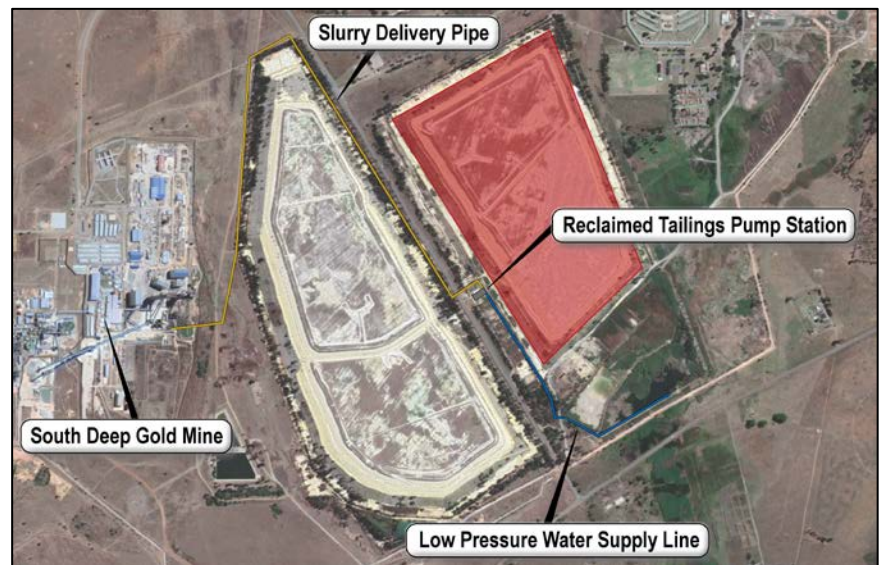 Slurry Delivery Pipe
Reclaimed Tailings Pump Station
South Deep Gold Mine
Low Pressure Water Supply Line